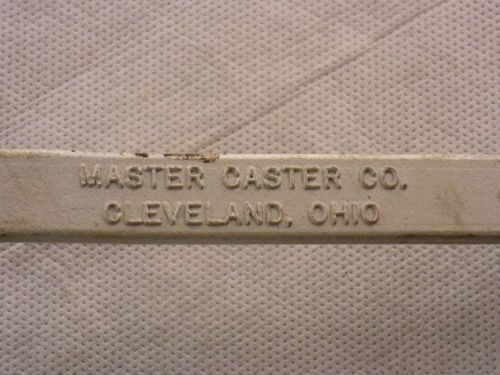 MASTER CASTER CO.
CLEVELAND, OHIO